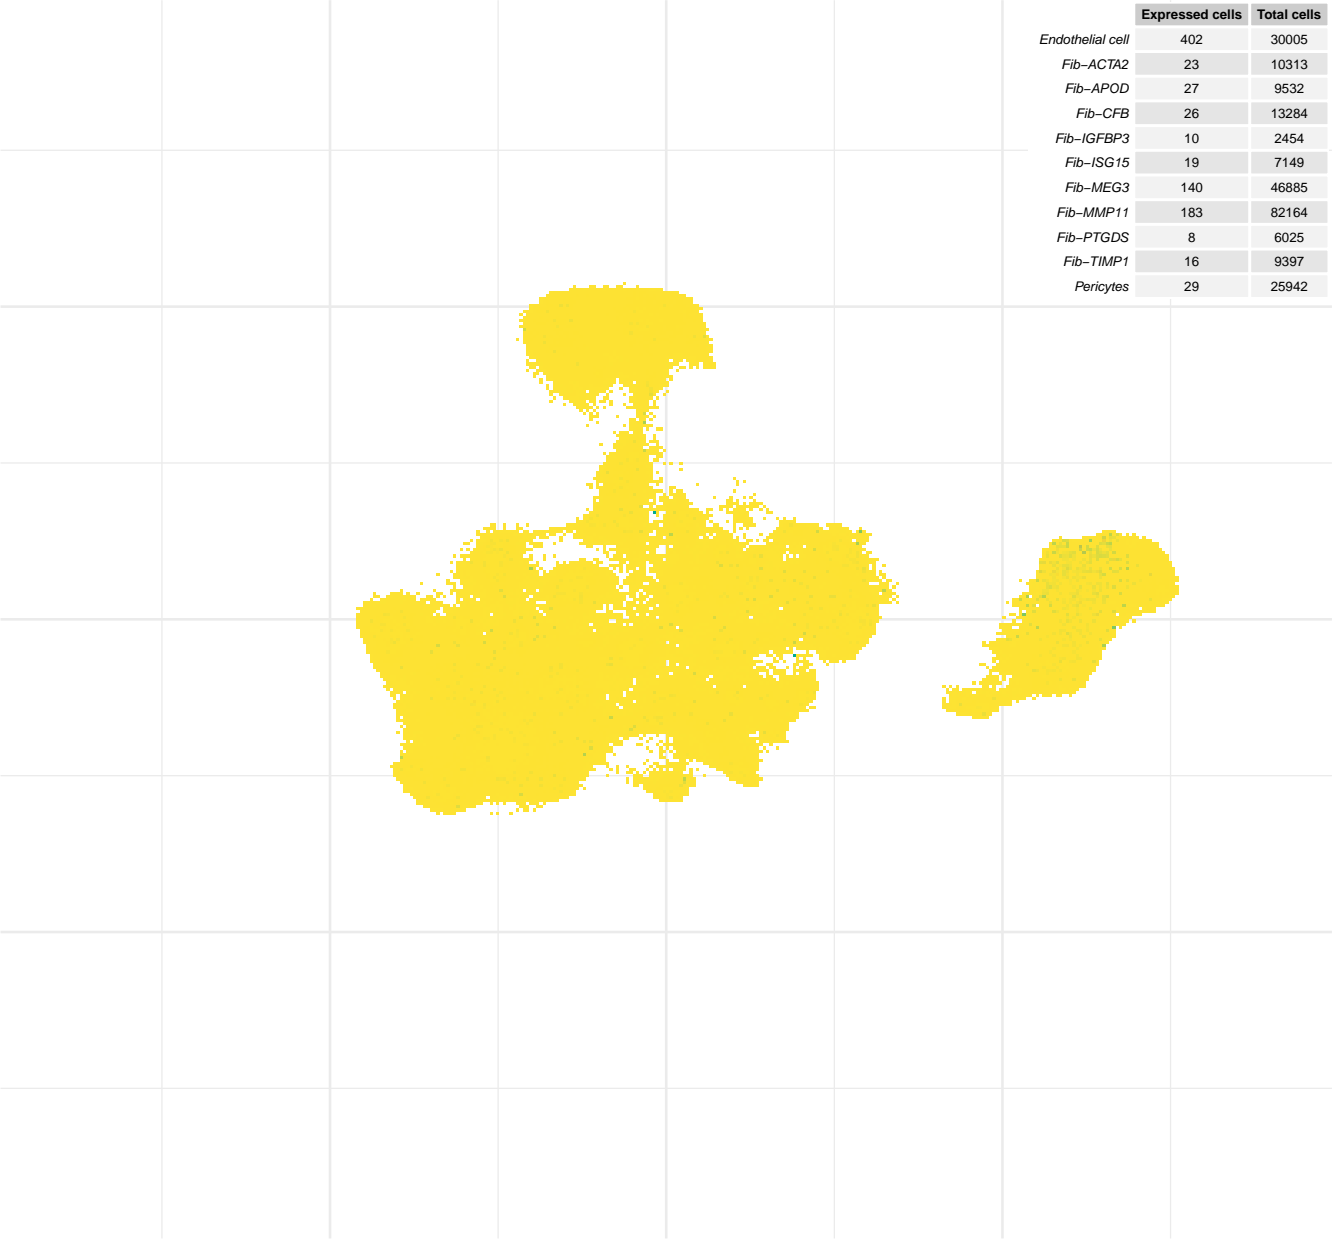 Expressed cells Total cells
Endothelial cell 402 30005
Fib−ACTA2 23 10313
Fib−APOD 27 9532
Fib−CFB 26 13284
Fib−IGFBP3 10 2454
Fib−ISG15 19 7149
Fib−MEG3 140 46885
Fib−MMP11 183 82164
Fib−PTGDS 8 6025
Fib−TIMP1 16 9397
Pericytes 29 25942